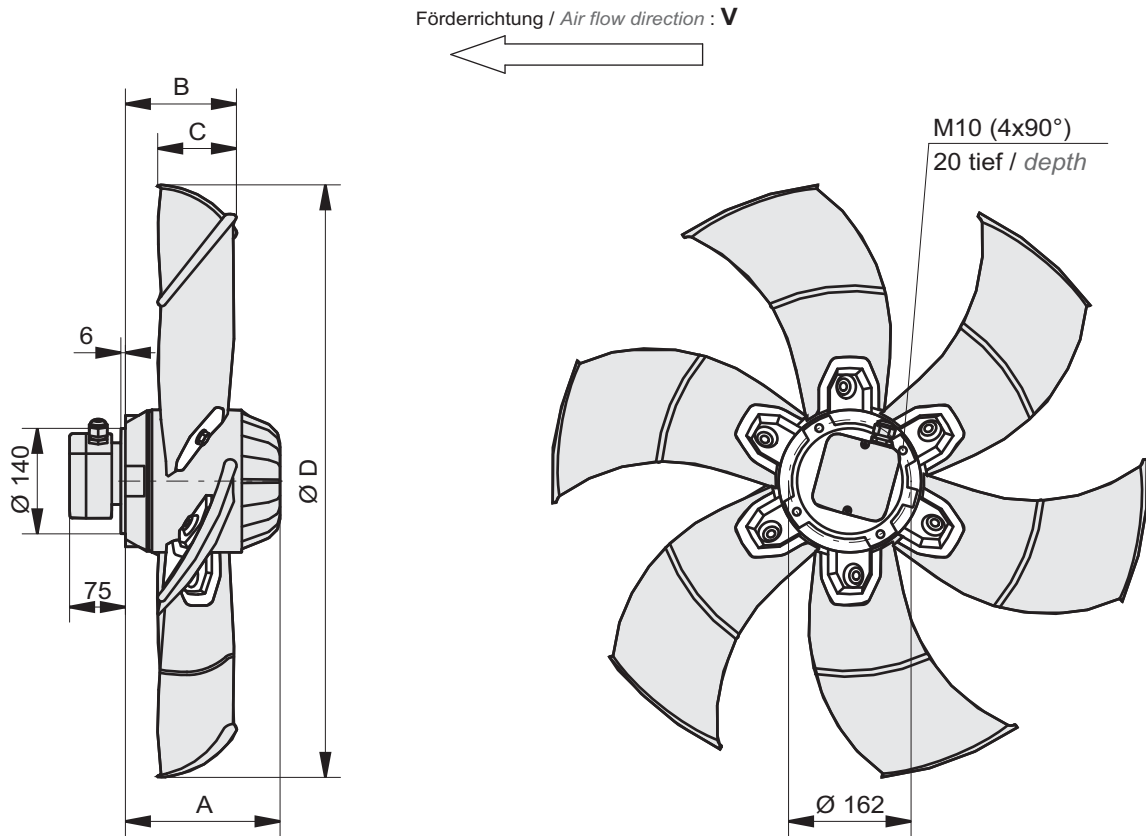 Förderrichtung / Air flow direction : V
B
C
M10 (4x90°)
20 tief / depth
6
Ø 140
Ø D
75
A
Ø 162